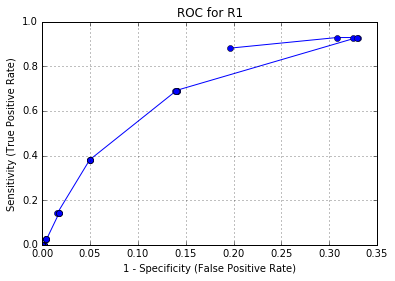 ROC for R1
Sensitivity (True Positive Rate)
1.0
0.8
0.6
0.4
0.2
0.0
0.00 0.05 0.10 0.15 0.20 0.25 0.30 0.35
1 - Specificity (False Positive Rate)